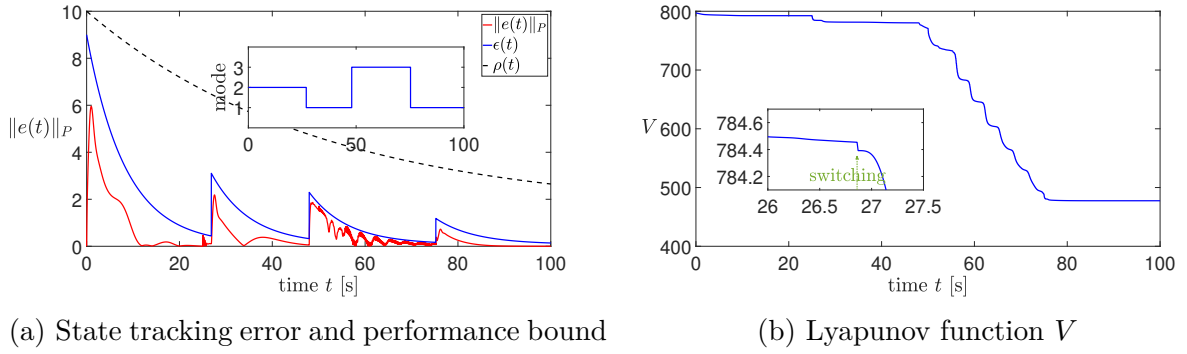 10
8
6
4
2
0
‖e(t)‖_P
0 20 40 60 80 100
time t [s]
‖e(t)‖_P
ϵ(t)
ρ(t)
mode
3
2
1
0 50 100
(a) State tracking error and performance bound
800
700
600
500
400
V
0 20 40 60 80 100
time t [s]
784.6
784.4
784.2
switching
26 26.5 27 27.5
(b) Lyapunov function V